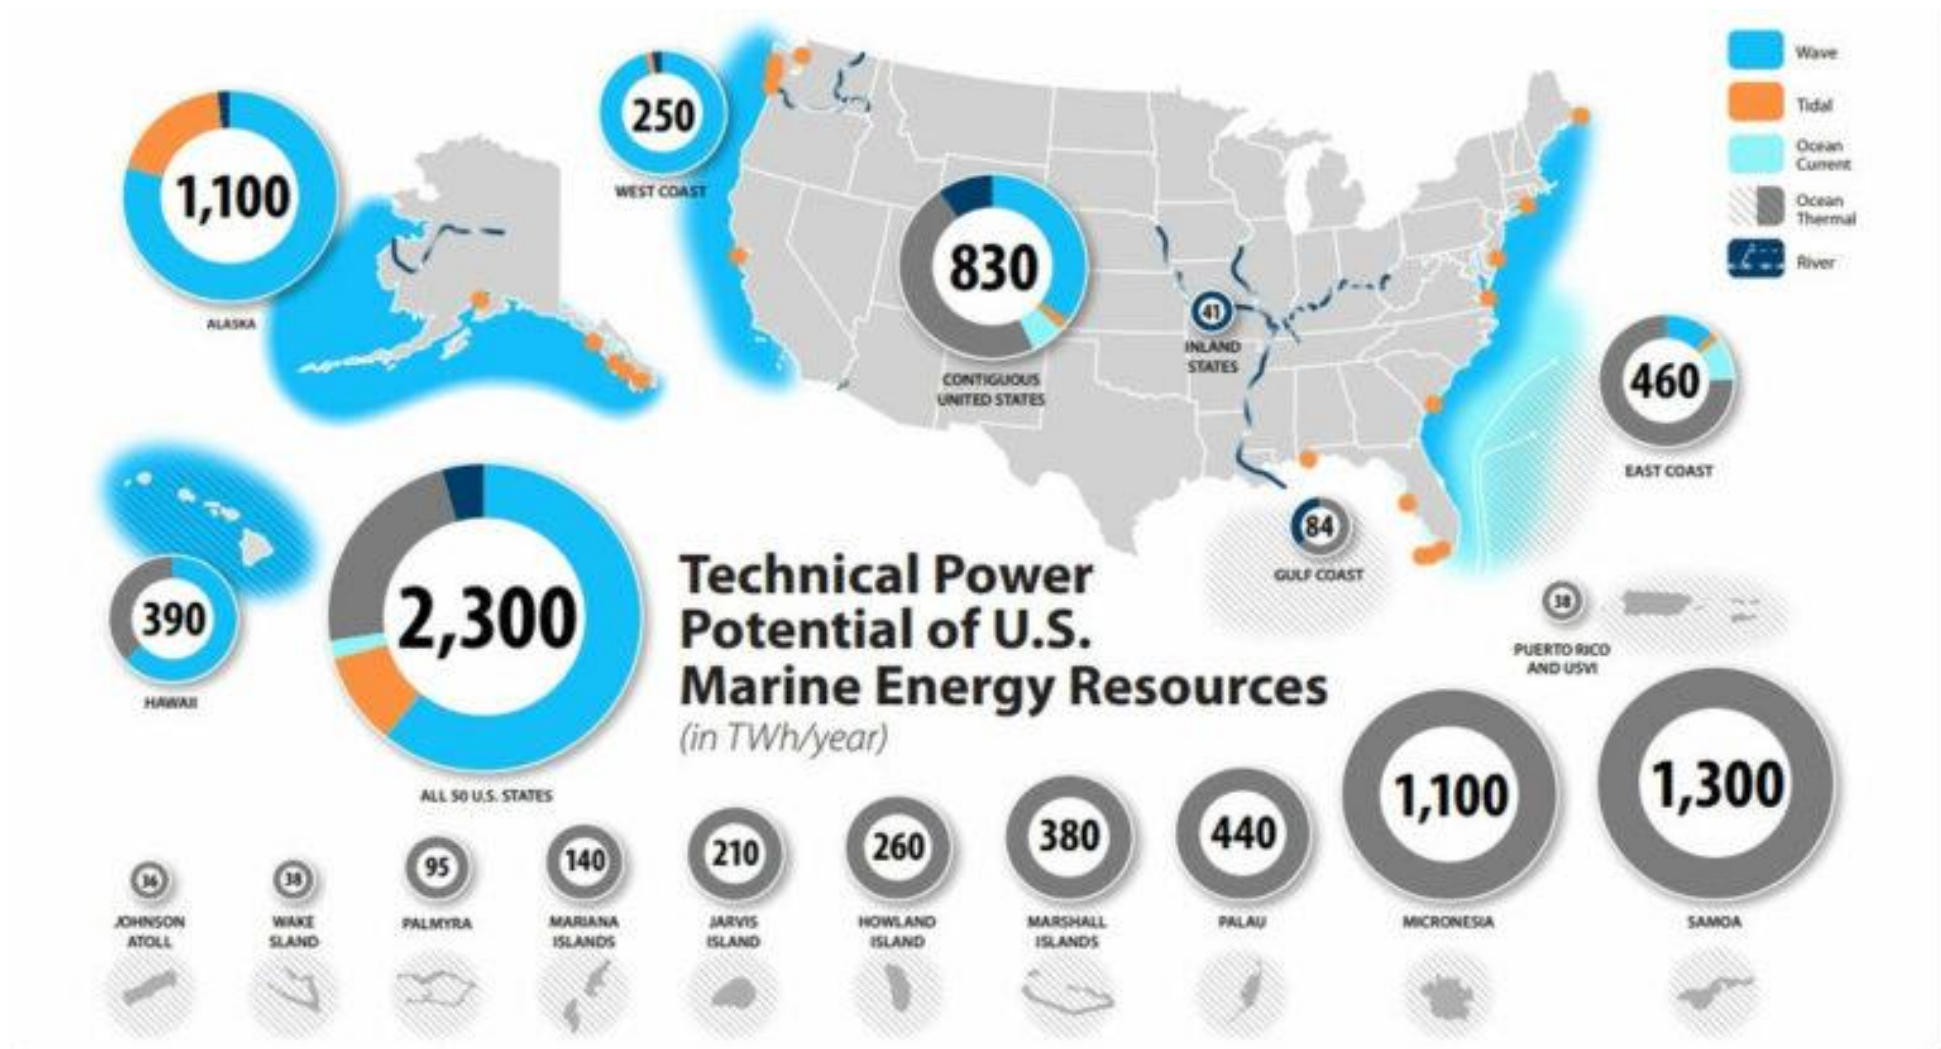 Wave
Tidal
Ocean
Current
Ocean
Thermal
River
1,100
ALASKA
250
WEST COAST
830
CONTIGUOUS
UNITED STATES
41
INLAND
STATES
460
EAST COAST
84
GULF COAST
390
HAWAII
2,300
ALL 50 U.S. STATES
Technical Power
Potential of U.S.
Marine Energy Resources
(in TWh/year)
38
PUERTO RICO
AND USVI
36
JOHNSON
ATOLL
38
WAKE
SLAND
95
PALMYRA
140
MARIANA
ISLANDS
210
JARVIS
ISLAND
260
HOWLAND
ISLAND
380
MARSHALL
ISLANDS
440
PALAU
1,100
MICRONESIA
1,300
SAMOA